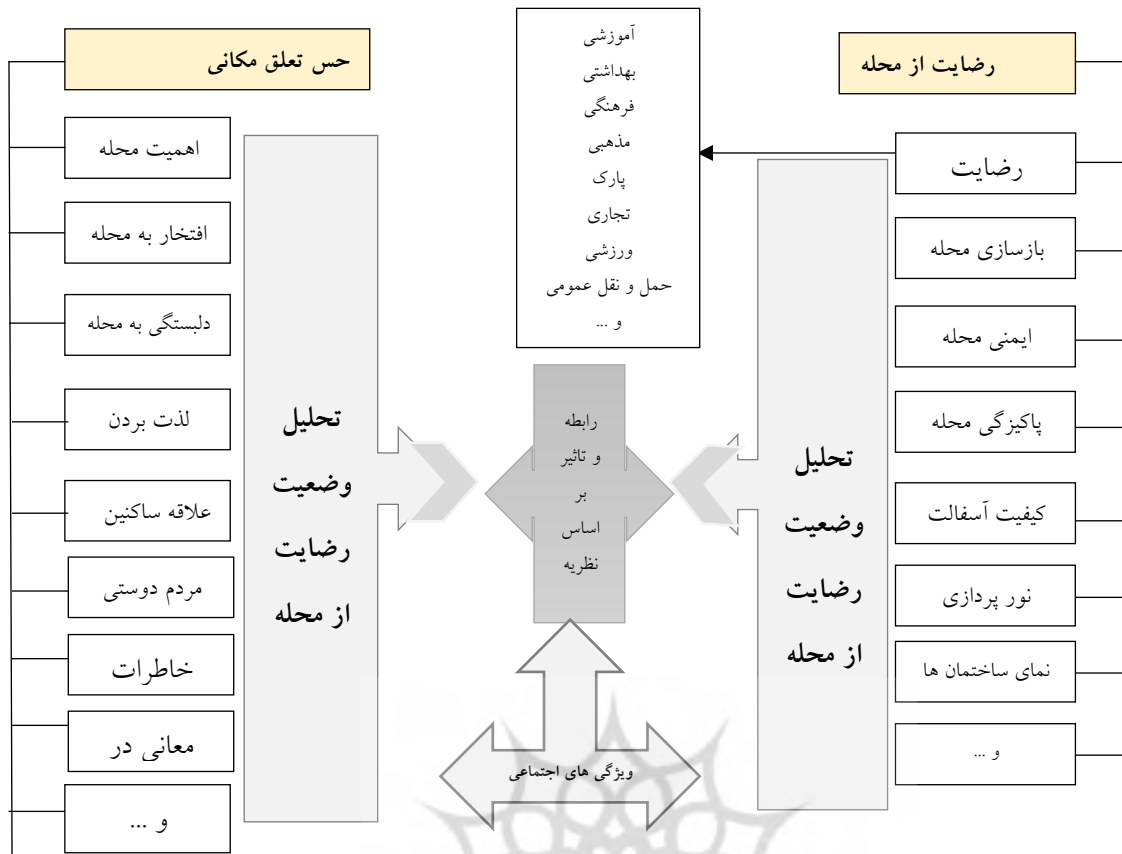 رضایت از محله
رضایت
بازسازی محله
ایمنی محله
پاکیزگی محله
کیفیت آسفالت
نور پردازی
نمای ساختمان ها
و ...
تحلیل
وضعیت
رضایت
از محله
آموزشی
بهداشتی
فرهنگی
مذهبی
پارک
تجاری
ورزشی
حمل و نقل عمومی
و ...
رابطه
و تاثیر
بر
اساس
نظریه
ویژگی های اجتماعی
تحلیل
وضعیت
رضایت
از محله
حس تعلق مکانی
اهمیت محله
افتخار به محله
دلبستگی به محله
لذت بردن
علاقه ساکنین
مردم دوستی
خاطرات
معانی در
و ...